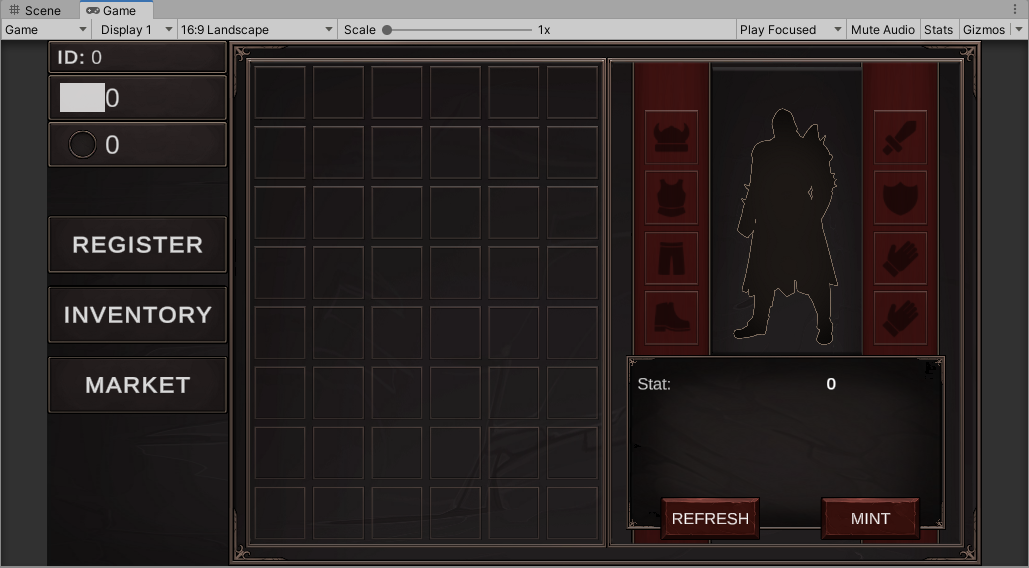 Scene Game
Game Display 1 16:9 Landscape Scale 1x Play Focused Mute Audio Stats Gizmos
ID: 0
0
0
REGISTER
INVENTORY
MARKET
Stat: 0
REFRESH MINT